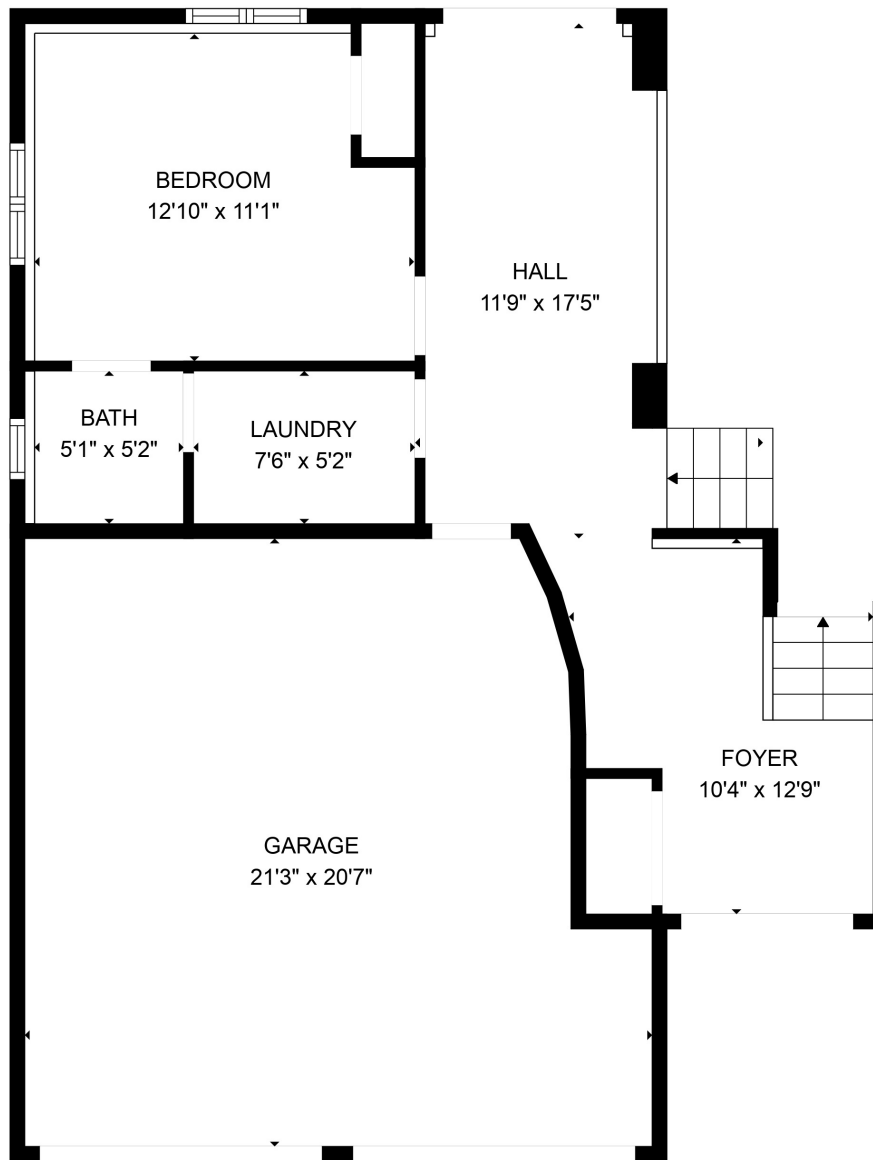 BEDROOM
12'10" x 11'1"
HALL
11'9" x 17'5"
BATH
5'1" x 5'2"
LAUNDRY
7'6" x 5'2"
FOYER
10'4" x 12'9"
GARAGE
21'3" x 20'7"